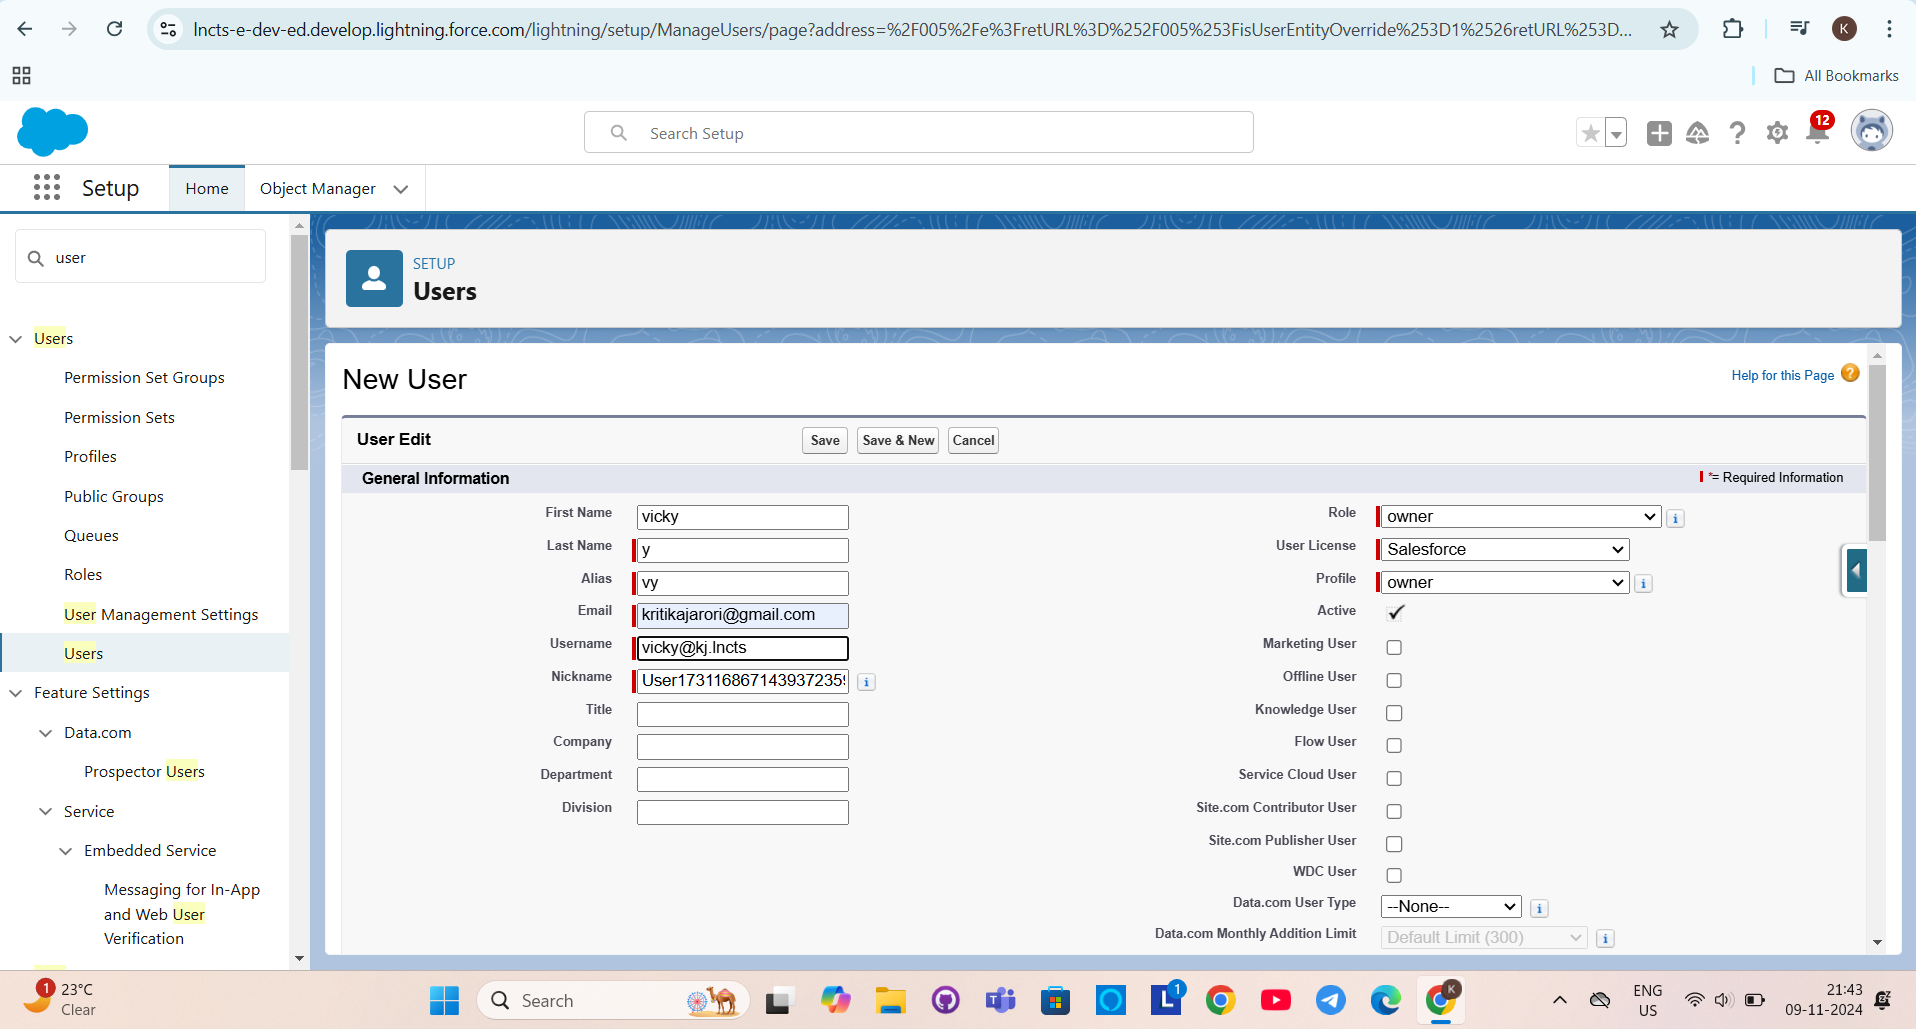 lncts-e-dev-ed.develop.lightning.force.com/lightning/setup/ManageUsers/page?address=%2F005%2Fe%3FretURL%3D%252F005%253FisUserEntityOverride%253D1%2526retURL%253D...
K
All Bookmarks
Search Setup
12
Setup
Home
Object Manager
user
Users
Permission Set Groups
Permission Sets
Profiles
Public Groups
Queues
Roles
User Management Settings
Users
Feature Settings
Data.com
Prospector Users
Service
Embedded Service
Messaging for In-App
and Web User
Verification
SETUP
Users
New User
Help for this Page ?
User Edit
Save
Save & New
Cancel
General Information
*= Required Information
First Name vicky
Last Name y
Alias vy
Email kritikajarori@gmail.com
Username vicky@kj.lncts
Nickname User173116867143937235 i
Title
Company
Department
Division
Role owner i
User License Salesforce
Profile owner i
Active
Marketing User
Offline User
Knowledge User
Flow User
Service Cloud User
Site.com Contributor User
Site.com Publisher User
WDC User
Data.com User Type --None-- i
Data.com Monthly Addition Limit Default Limit (300) i
1
23°C
Clear
Search
L
1
K
ENG
US
21:43
09-11-2024